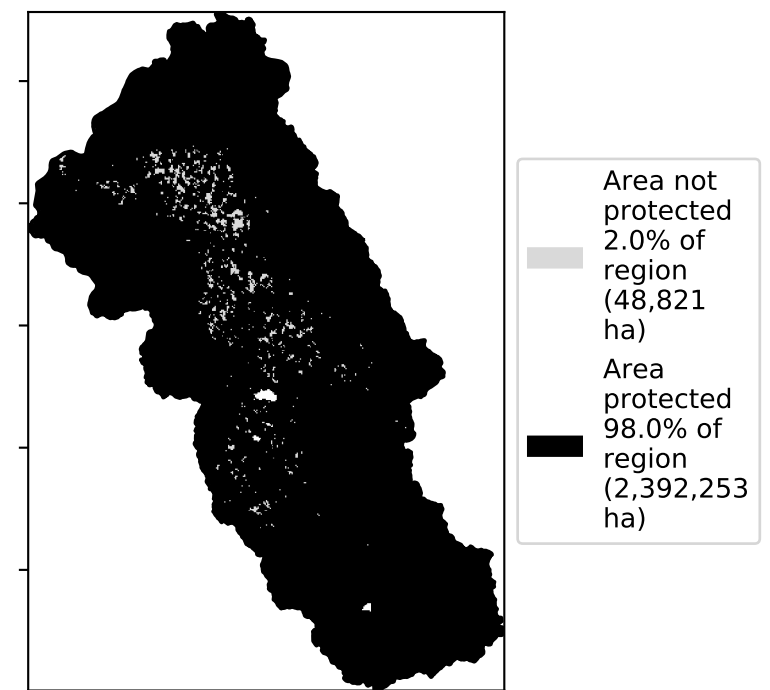 Area not
protected
2.0% of
region
(48,821
ha)
Area
protected
98.0% of
region
(2,392,253
ha)